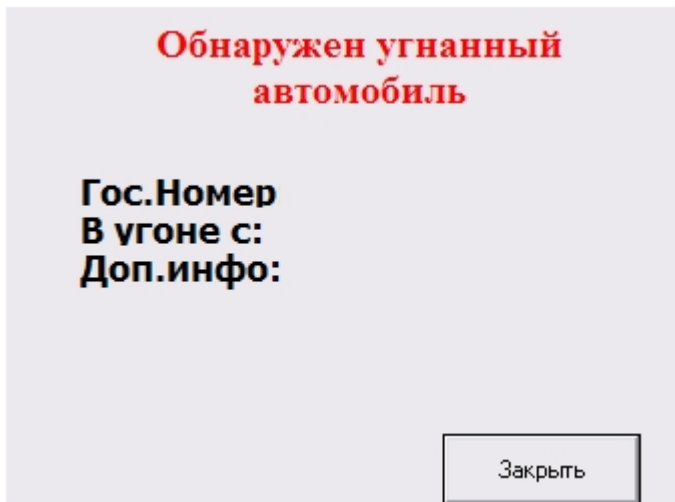 Обнаружен угнанный
автомобиль
Гос.Номер
В угоне с:
Доп.инфо:
Закрыть